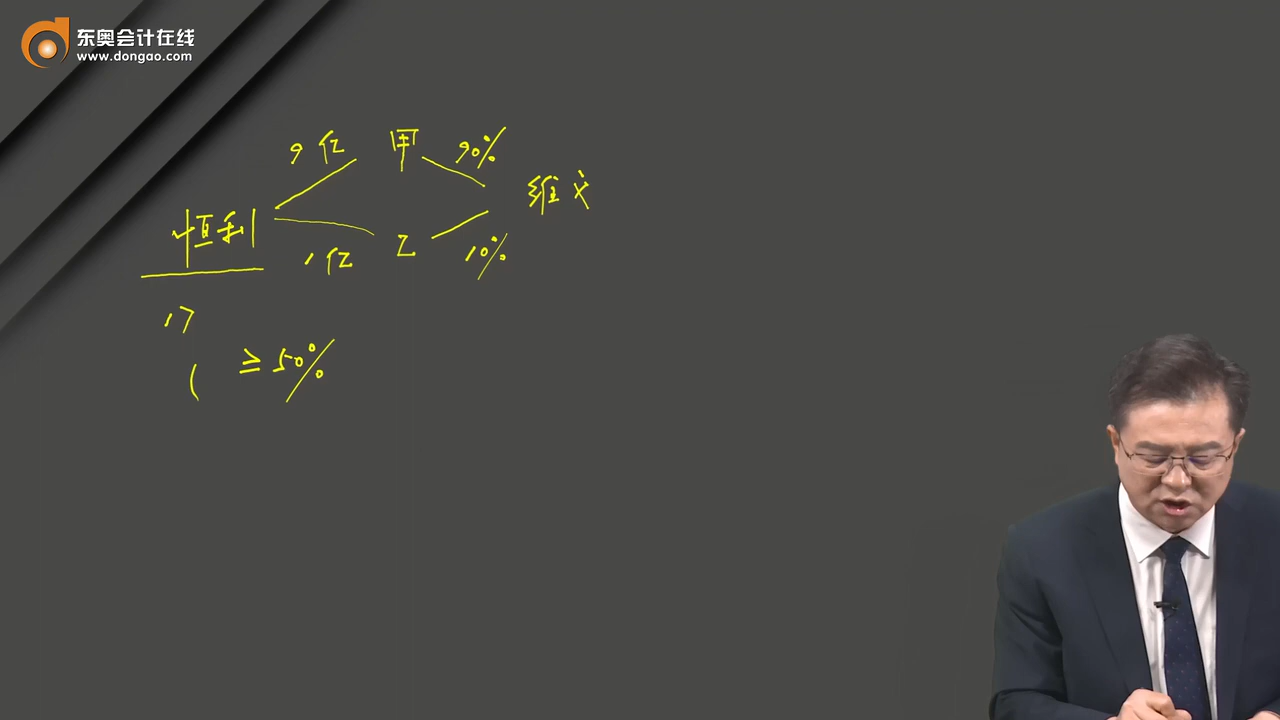 东奥会计在线
www.dongao.com
9亿 甲 90%
恒利 维文
1亿 乙 10%
17
( ≥50%